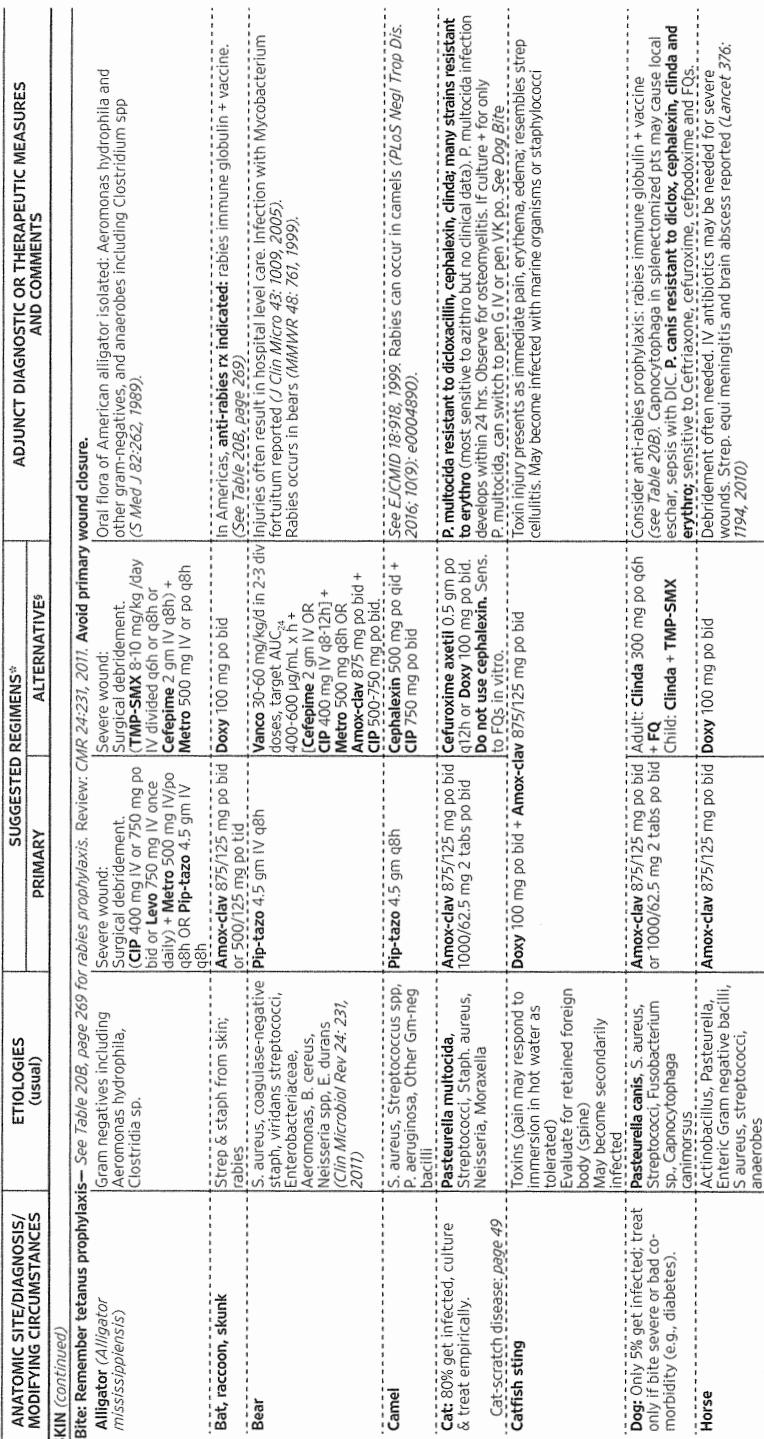 ANATOMIC SITE/DIAGNOSIS/
MODIFYING CIRCUMSTANCES
ETIOLOGIES
(usual)
SUGGESTED REGIMENS*
PRIMARY
ALTERNATIVE§
ADJUNCT DIAGNOSTIC OR THERAPEUTIC MEASURES
AND COMMENTS
KIN (continued)
Bite: Remember tetanus prophylaxis— See Table 20B, page 269 for rabies prophylaxis. Review: CMR 24:231, 2011. Avoid primary wound closure.
Alligator (Alligator
mississippiensis)
Gram negatives including
Aeromonas hydrophila,
Clostridia sp.
Severe wound:
Surgical debridement.
(CIP 400 mg IV or 750 mg po
bid or Levo 750 mg IV once
daily) + Metro 500 mg IV/po
q8h OR Pip-tazo 4.5 gm IV
q8h
Severe wound:
Surgical debridement.
(TMP-SMX 8-10 mg/kg /day
IV divided q6h or q8h or
Cefepime 2 gm IV q8h) +
Metro 500 mg IV or po q8h
Oral flora of American alligator isolated: Aeromonas hydrophila and
other gram-negatives, and anaerobes including Clostridium spp
(S Med J 82:262, 1989).
Bat, raccoon, skunk
Strep & staph from skin;
rabies
Amox-clav 875/125 mg po bid
or 500/125 mg po tid
Doxy 100 mg po bid
In Americas, anti-rabies rx indicated: rabies immune globulin + vaccine.
(See Table 20B, page 269)
Bear
S. aureus, coagulase-negative
staph, viridans streptococci,
Enterobacteriaceae,
Aeromonas, B. cereus,
Neisseria spp, E. durans
(Clin Microbiol Rev 24: 231,
2011)
Pip-tazo 4.5 gm IV q8h
Vanco 30-60 mg/kg/d in 2-3 div
doses, target AUC24
400-600 µg/mL x h +
[Cefepime 2 gm IV OR
CIP 400 mg IV q8-12h] +
Metro 500 mg q8h OR
Amox-clav 875 mg po bid +
CIP 500-750 mg po bid.
Injuries often result in hospital level care. Infection with Mycobacterium
fortuitum reported (J Clin Micro 43: 1009, 2005).
Rabies occurs in bears (MMWR 48: 761, 1999).
Camel
S. aureus, Streptococcus spp,
P. aeruginosa, Other Gm-neg
bacilli
Pip-tazo 4.5 gm q8h
Cephalexin 500 mg po qid +
CIP 750 mg po bid
See EJCMID 18:918, 1999. Rabies can occur in camels (PLoS Negl Trop Dis.
2016; 10(9): e0004890).
Cat: 80% get infected, culture
& treat empirically.
Cat-scratch disease: page 49
Pasteurella multocida,
Streptococci, Staph. aureus,
Neisseria, Moraxella
Amox-clav 875/125 mg po bid
1000/62.5 mg 2 tabs po bid
Cefuroxime axetil 0.5 gm po
q12h or Doxy 100 mg po bid.
Do not use cephalexin. Sens.
to FQs in vitro.
P. multocida resistant to dicloxacillin, cephalexin, clinda; many strains resistant
to erythro (most sensitive to azithro but no clinical data). P. multocida infection
develops within 24 hrs. Observe for osteomyelitis. If culture + for only
P. multocida, can switch to pen G IV or pen VK po. See Dog Bite
Catfish sting
Toxins (pain may respond to
immersion in hot water as
tolerated)
Evaluate for retained foreign
body (spine)
May become secondarily
infected
Doxy 100 mg po bid + Amox-clav 875/125 mg po bid
Toxin injury presents as immediate pain, erythema, edema; resembles strep
cellulitis. May become infected with marine organisms or staphylococci
Dog: Only 5% get infected; treat
only if bite severe or bad co-
morbidity (e.g., diabetes).
Pasteurella canis, S. aureus,
Streptococci, Fusobacterium
sp., Capnocytophaga
canimorsus
Amox-clav 875/125 mg po bid
or 1000/62.5 mg 2 tabs po bid
Adult: Clinda 300 mg po q6h
+ FQ
Child: Clinda + TMP-SMX
Consider anti-rabies prophylaxis: rabies immune globulin + vaccine
(see Table 20B). Capnocytophaga in splenectomized pts may cause local
eschar, sepsis with DIC. P. canis resistant to diclox, cephalexin, clinda and
erythro; sensitive to Ceftriaxone, cefuroxime, cefpodoxime and FQs.
Horse
Actinobacillus, Pasteurella,
Enteric Gram negative bacilli,
S aureus, streptococci,
anaerobes
Amox-clav 875/125 mg po bid
Doxy 100 mg po bid
Debridement often needed. IV antibiotics may be needed for severe
wounds. Strep. equi meningitis and brain abscess reported (Lancet 376:
1194, 2010)